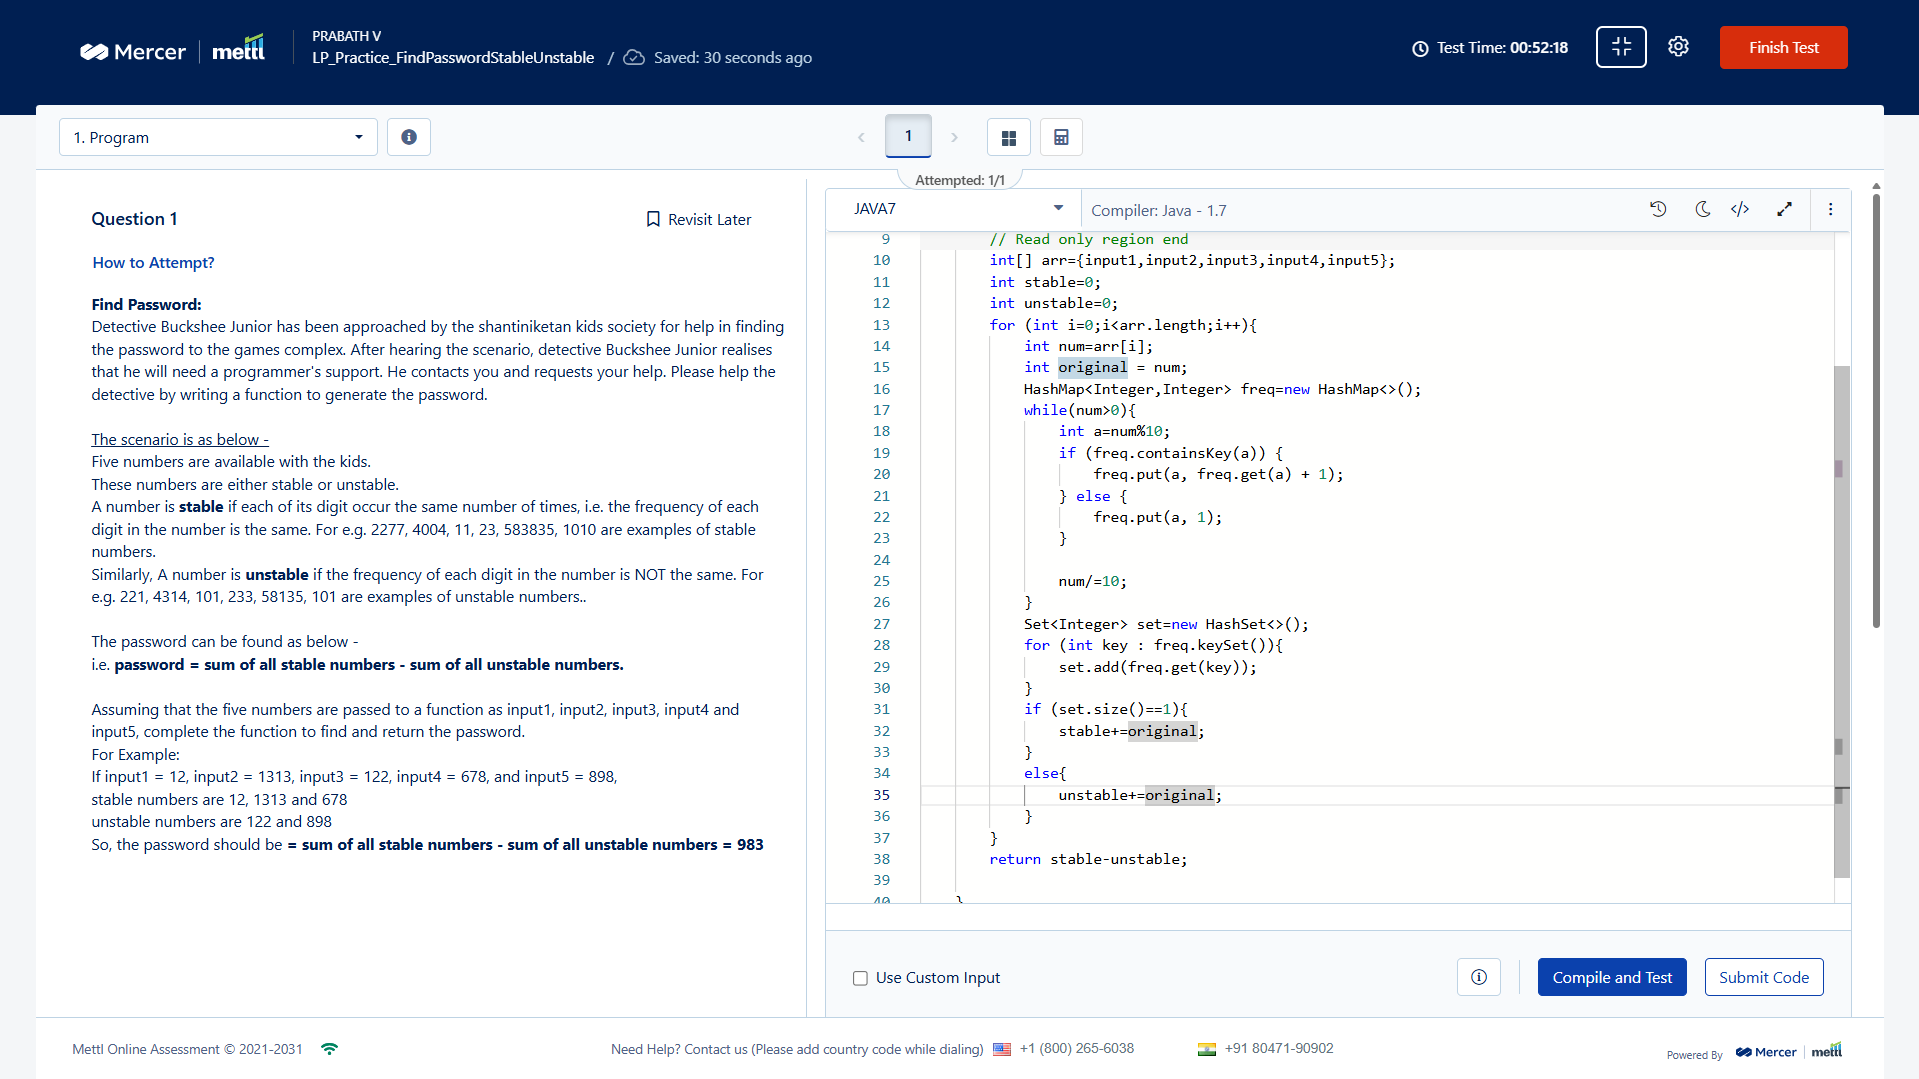 Mercer
mettl
PRABATH V
LP_Practice_FindPasswordStableUnstable / Saved: 30 seconds ago
Test Time: 00:52:18
Finish Test
1. Program
1
Attempted: 1/1
Question 1
Revisit Later
How to Attempt?
Find Password:
Detective Buckshee Junior has been approached by the shantiniketan kids society for help in finding
the password to the games complex. After hearing the scenario, detective Buckshee Junior realises
that he will need a programmer's support. He contacts you and requests your help. Please help the
detective by writing a function to generate the password.
The scenario is as below -
Five numbers are available with the kids.
These numbers are either stable or unstable.
A number is stable if each of its digit occur the same number of times, i.e. the frequency of each
digit in the number is the same. For e.g. 2277, 4004, 11, 23, 583835, 1010 are examples of stable
numbers.
Similarly, A number is unstable if the frequency of each digit in the number is NOT the same. For
e.g. 221, 4314, 101, 233, 58135, 101 are examples of unstable numbers..
The password can be found as below -
i.e. password = sum of all stable numbers - sum of all unstable numbers.
Assuming that the five numbers are passed to a function as input1, input2, input3, input4 and
input5, complete the function to find and return the password.
For Example:
If input1 = 12, input2 = 1313, input3 = 122, input4 = 678, and input5 = 898,
stable numbers are 12, 1313 and 678
unstable numbers are 122 and 898
So, the password should be = sum of all stable numbers - sum of all unstable numbers = 983
JAVA7
Compiler: Java - 1.7
9 // Read only region end
10 int[] arr={input1,input2,input3,input4,input5};
11 int stable=0;
12 int unstable=0;
13 for (int i=0;i<arr.length;i++){
14 int num=arr[i];
15 int original = num;
16 HashMap<Integer,Integer> freq=new HashMap<>();
17 while(num>0){
18 int a=num%10;
19 if (freq.containsKey(a)) {
20 freq.put(a, freq.get(a) + 1);
21 } else {
22 freq.put(a, 1);
23 }
24
25 num/=10;
26 }
27 Set<Integer> set=new HashSet<>();
28 for (int key : freq.keySet()){
29 set.add(freq.get(key));
30 }
31 if (set.size()==1){
32 stable+=original;
33 }
34 else{
35 unstable+=original;
36 }
37 }
38 return stable-unstable;
39
40 }
Use Custom Input
Compile and Test
Submit Code
Mettl Online Assessment © 2021-2031
Need Help? Contact us (Please add country code while dialing) +1 (800) 265-6038
+91 80471-90902
Powered By Mercer mettl